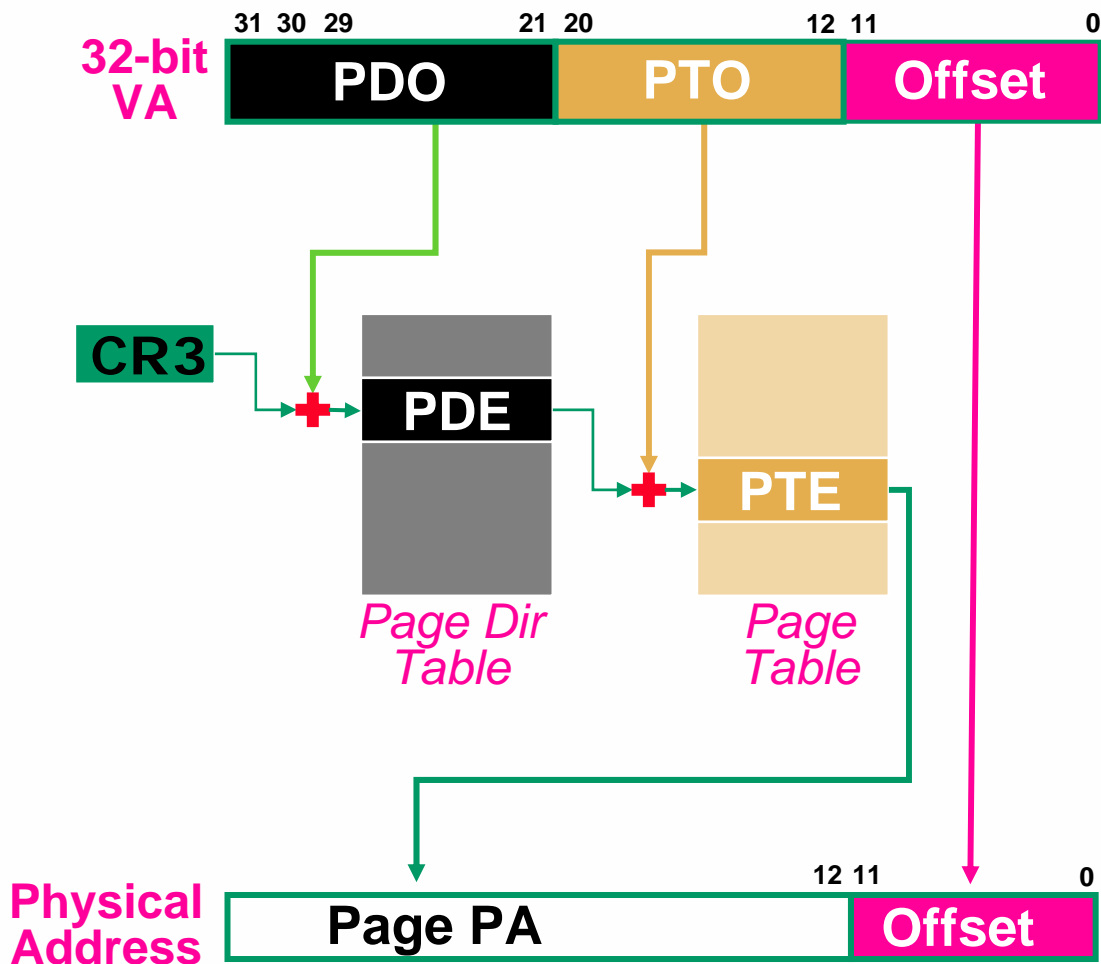 31 30 29 21 20 12 11 0
32-bit
VA
PDO PTO Offset
CR3
PDE
PTE
Page Dir
Table
Page
Table
12 11 0
Physical
Address
Page PA Offset